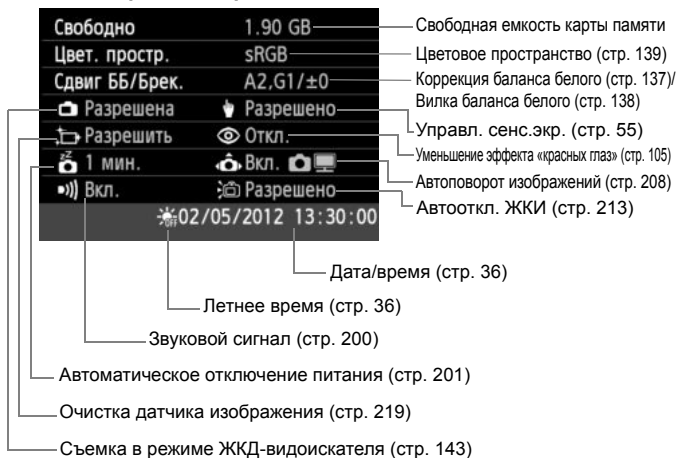 Свободно 1.90 GB
Свободная емкость карты памяти
Цвет. простр. sRGB
Цветовое пространство (стр. 139)
Сдвиг ББ/Брек. A2,G1/±0
Коррекция баланса белого (стр. 137)/
Вилка баланса белого (стр. 138)
Разрешена Разрешено
Управл. сенс.экр. (стр. 55)
Разрешить Откл.
Уменьшение эффекта «красных глаз» (стр. 105)
1 мин. Вкл.
Автоповорот изображений (стр. 208)
Вкл. Разрешено
Автооткл. ЖКИ (стр. 213)
OFF 02/05/2012 13:30:00
Дата/время (стр. 36)
Летнее время (стр. 36)
Звуковой сигнал (стр. 200)
Автоматическое отключение питания (стр. 201)
Очистка датчика изображения (стр. 219)
Съемка в режиме ЖКД-видоискателя (стр. 143)